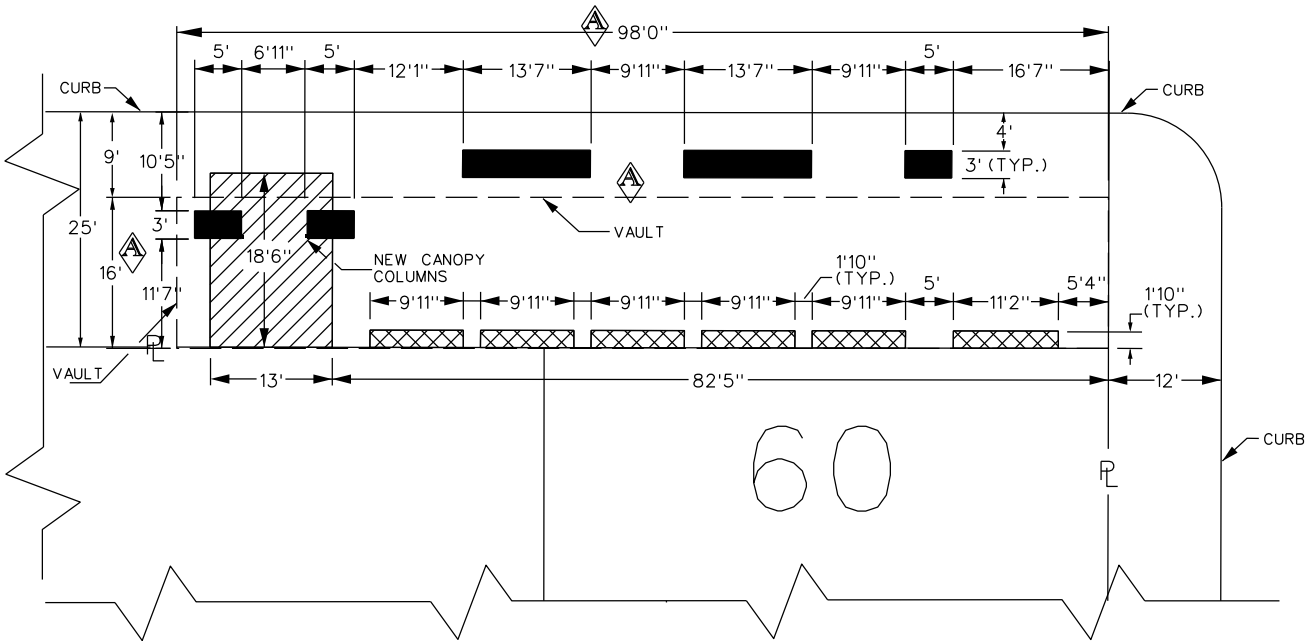 A
98'0"
5' 6'11" 5' 12'1" 13'7" 9'11" 13'7" 9'11" 5' 16'7"
CURB
CURB
4'
9'
10'5"
3' (TYP.)
A
25'
3'
VAULT
A
18'6"
NEW CANOPY
COLUMNS
16'
1'10"
(TYP.)
11'7"
9'11" 9'11" 9'11" 9'11" 9'11" 5' 11'2" 5'4"
1'10"
(TYP.)
PL
VAULT
13'
82'5"
12'
60
CURB
PL